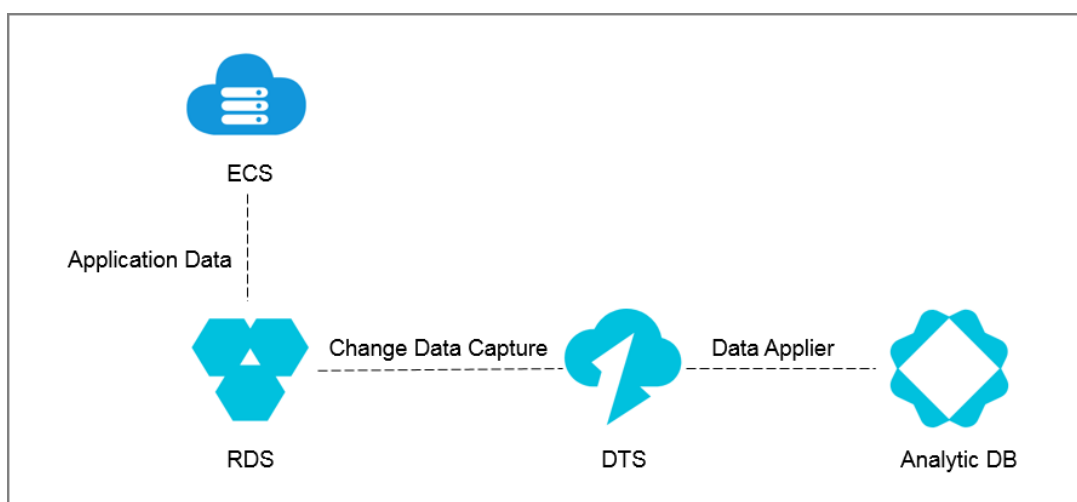 ECS
Application Data
Change Data Capture
Data Applier
RDS
DTS
Analytic DB